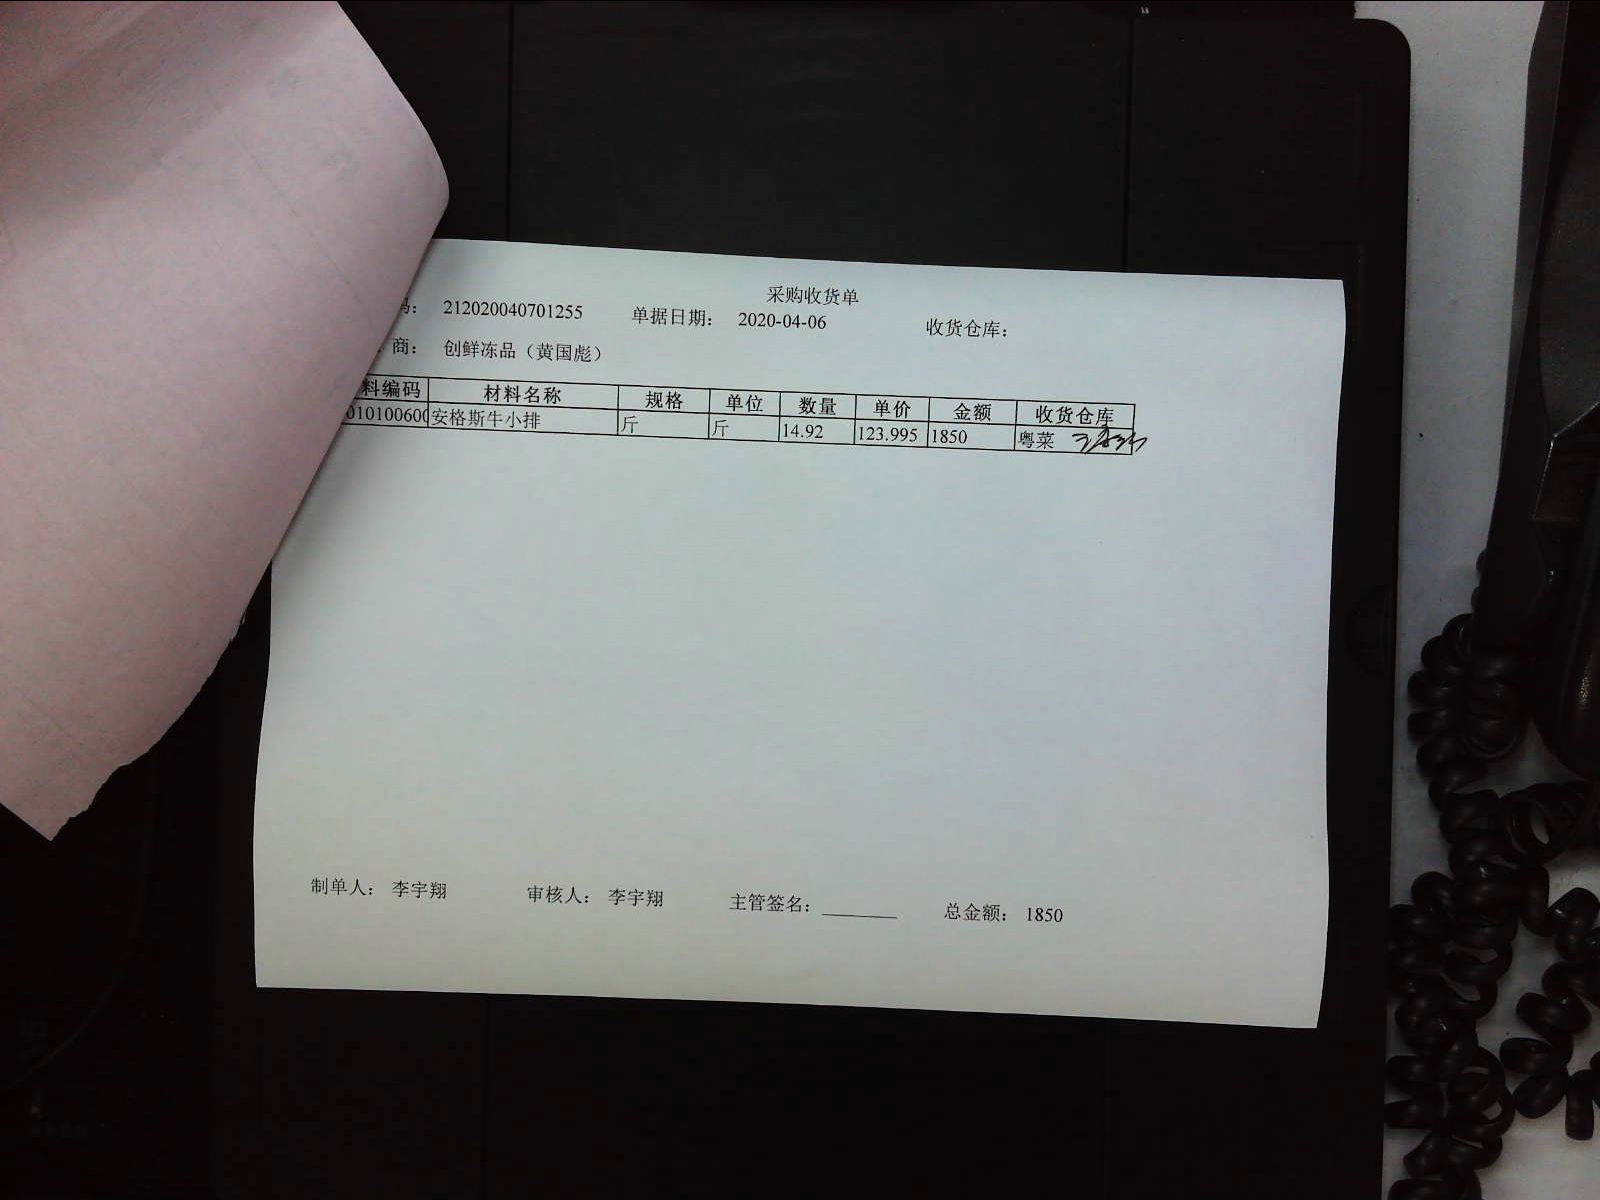 采购收货单
码： 212020040701255 单据日期： 2020-04-06 收货仓库：
商： 创鲜冻品（黄国彪）
料编码 材料名称 规格 单位 数量 单价 金额 收货仓库
01010060 安格斯牛小排 斤 斤 14.92 123.995 1850 粤菜
制单人： 李宇翔 审核人： 李宇翔 主管签名： 总金额： 1850